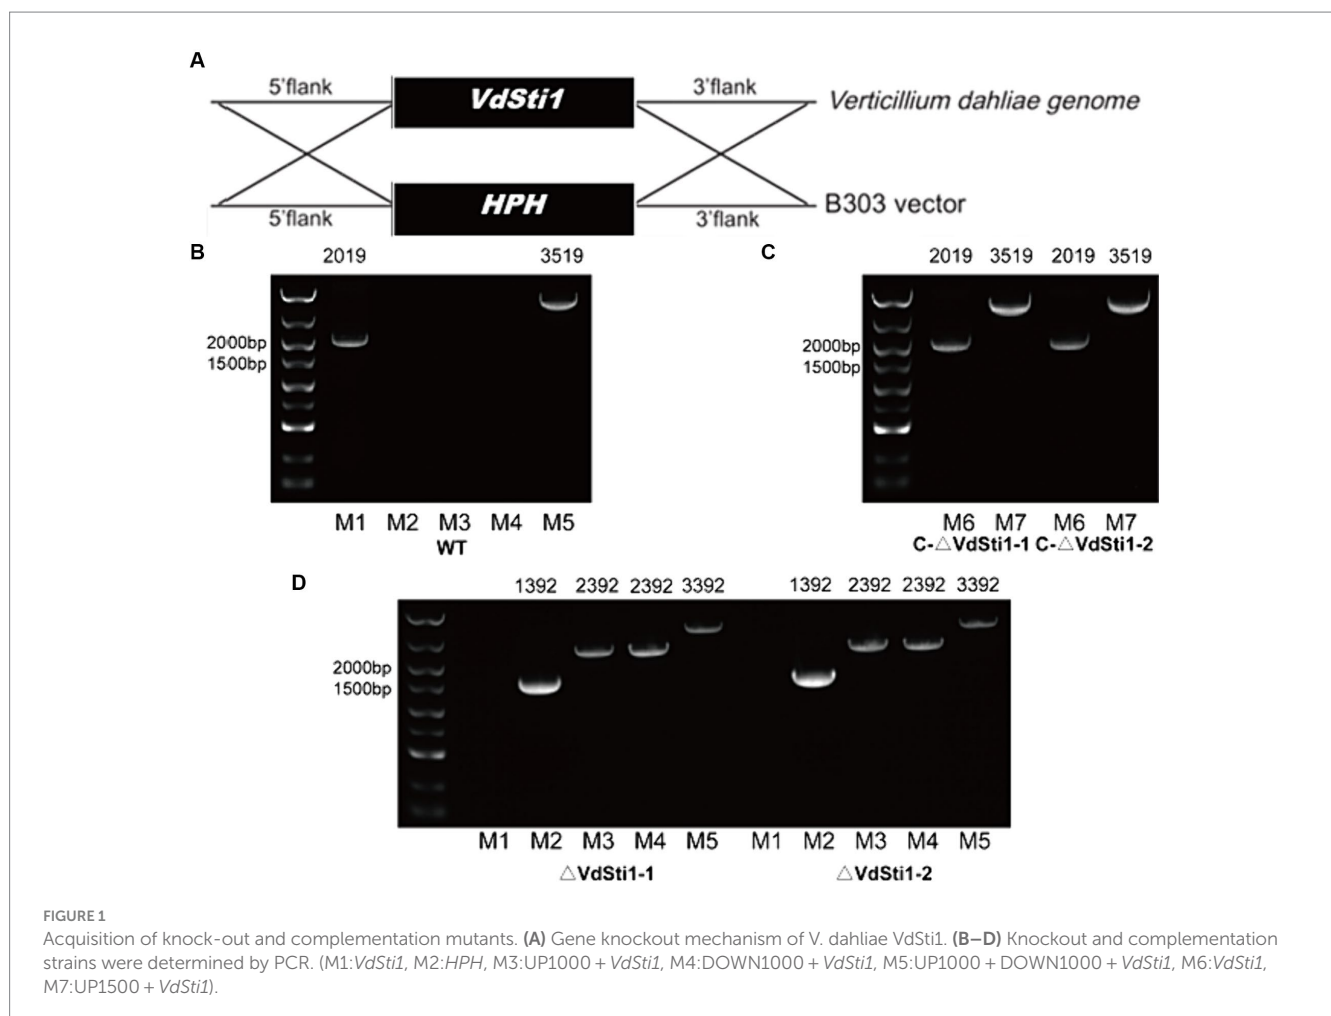 A
5'flank
VdSti1
3'flank
Verticillium dahliae genome
5'flank
HPH
3'flank
B303 vector
B
2019
3519
2000bp
1500bp
M1 M2 M3 M4 M5
WT
C
2019 3519 2019 3519
2000bp
1500bp
M6 M7 M6 M7
C-△VdSti1-1 C-△VdSti1-2
D
1392 2392 2392 3392 1392 2392 2392 3392
2000bp
1500bp
M1 M2 M3 M4 M5 M1 M2 M3 M4 M5
△VdSti1-1 △VdSti1-2
FIGURE 1
Acquisition of knock-out and complementation mutants. (A) Gene knockout mechanism of V. dahliae VdSti1. (B–D) Knockout and complementation
strains were determined by PCR. (M1:VdSti1, M2:HPH, M3:UP1000 + VdSti1, M4:DOWN1000 + VdSti1, M5:UP1000 + DOWN1000 + VdSti1, M6:VdSti1,
M7:UP1500 + VdSti1).